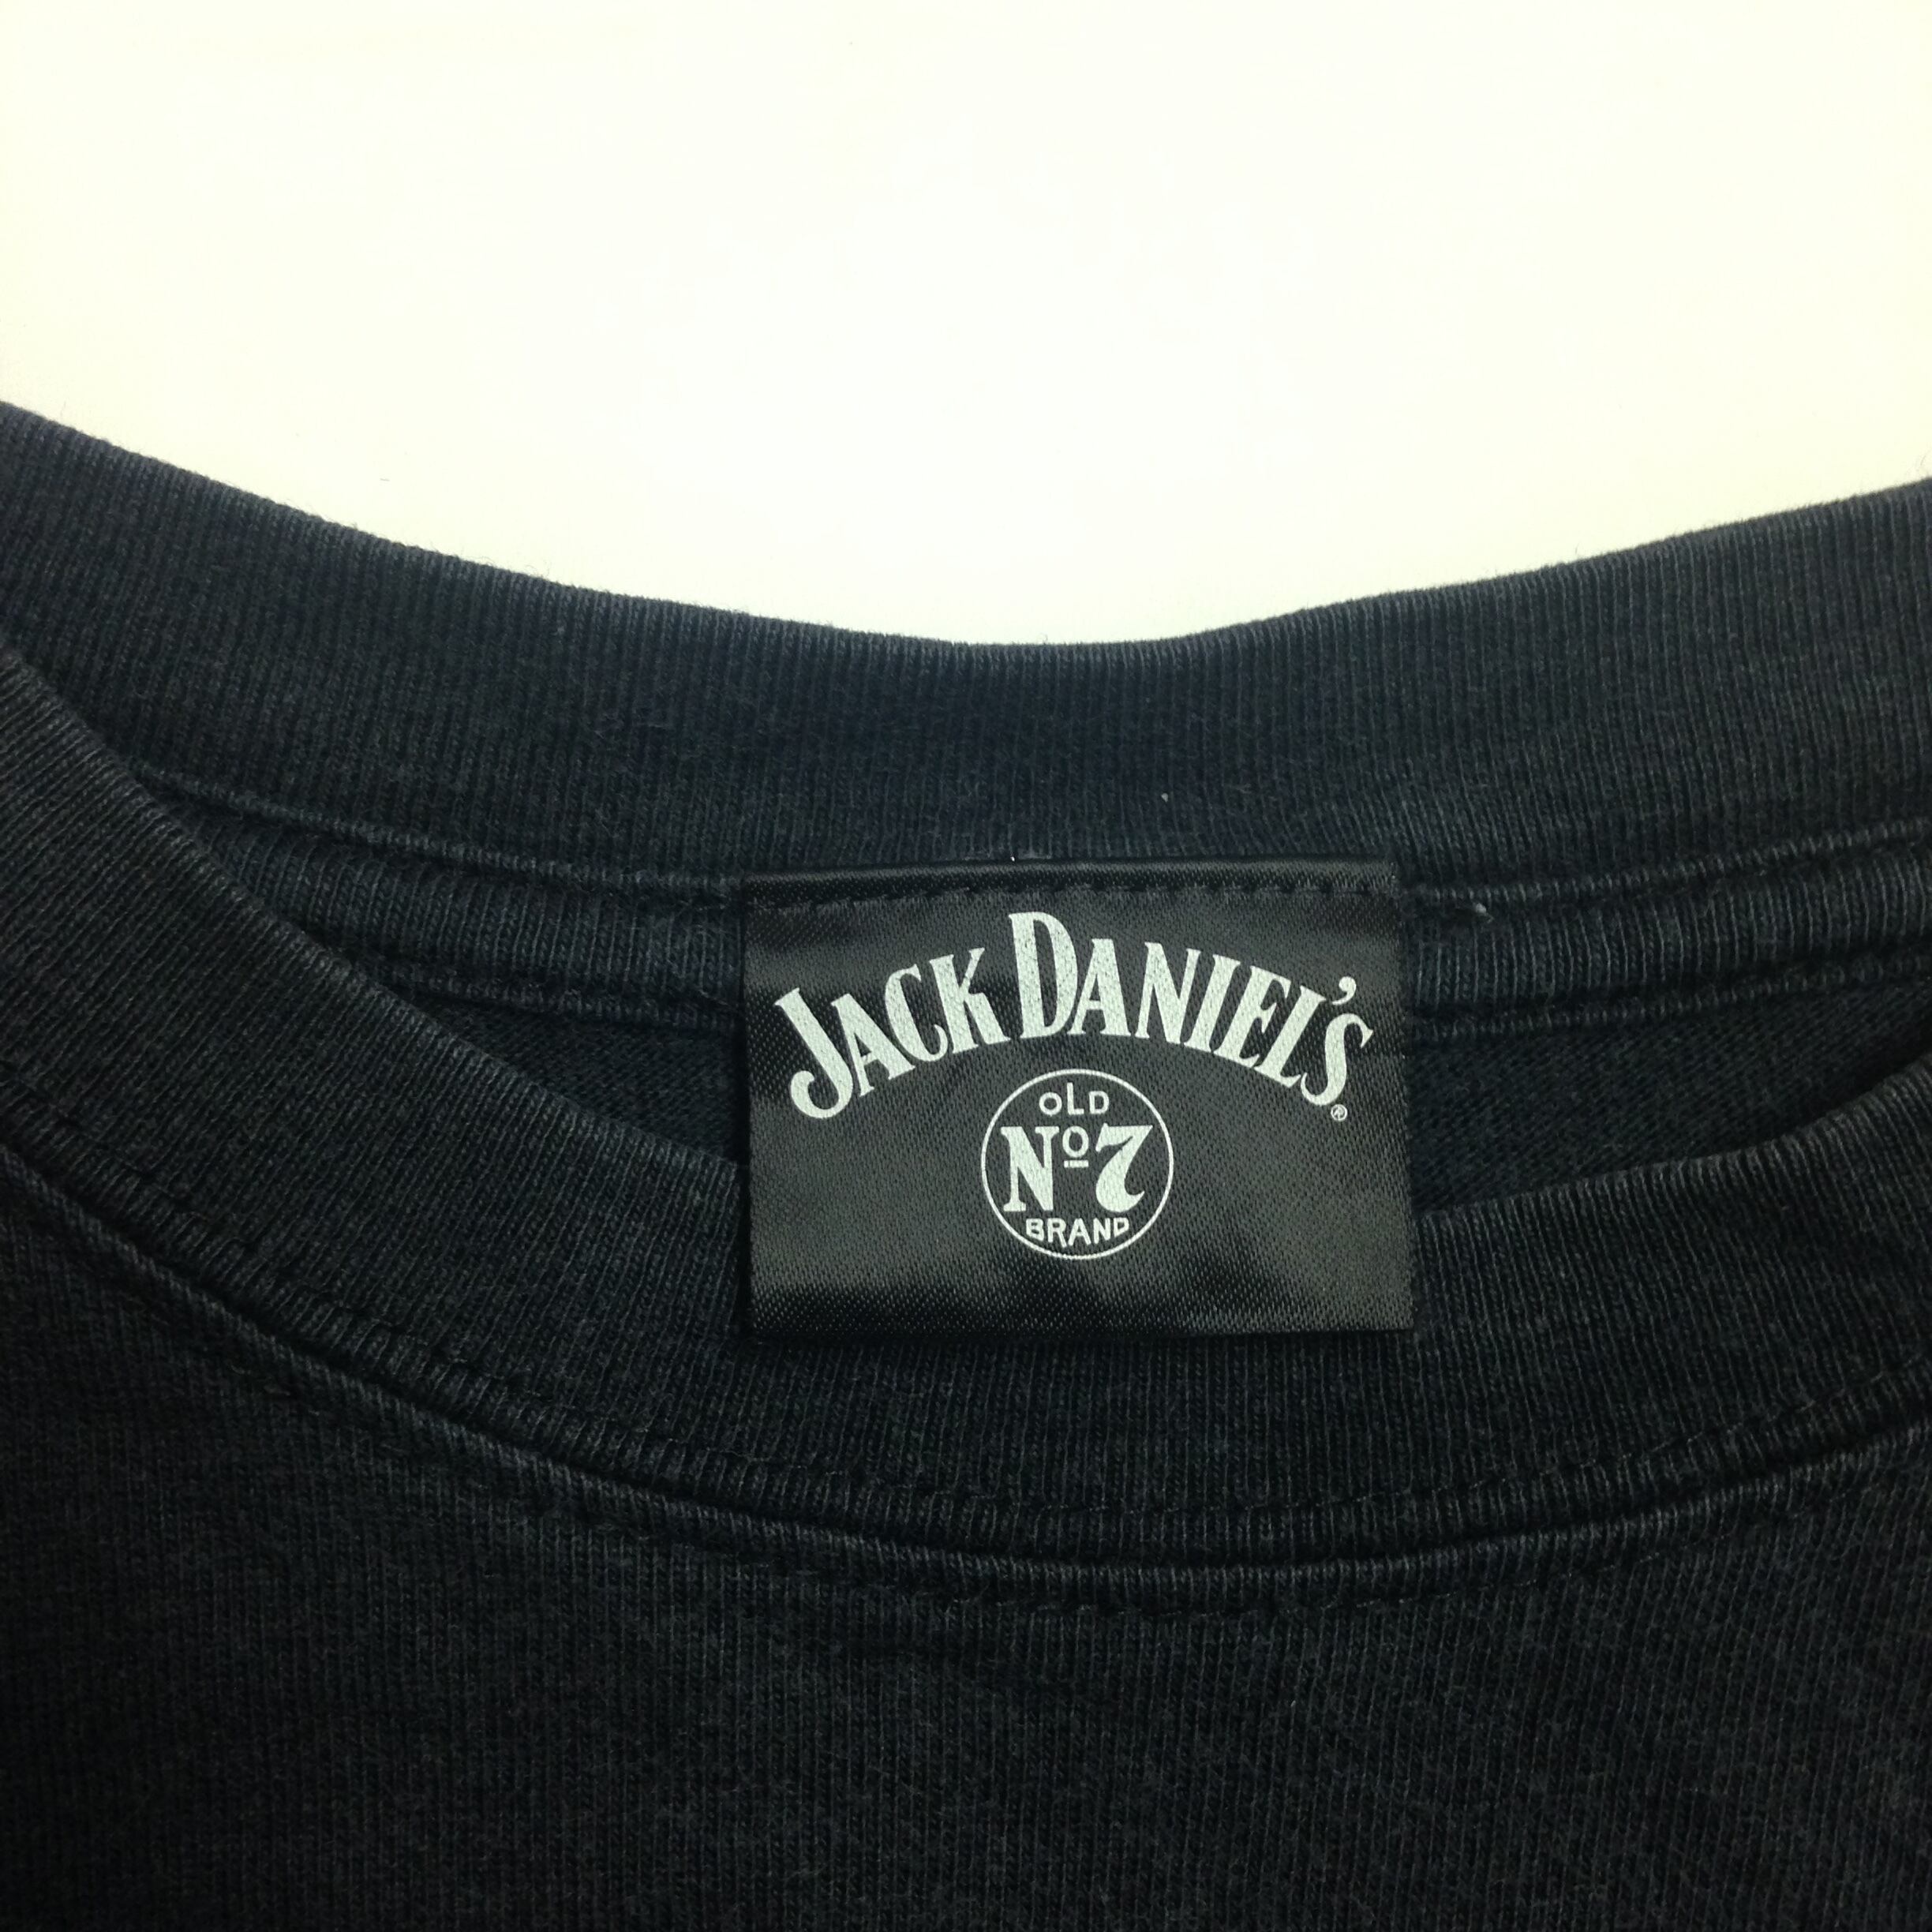 JACK DANIEL'S®
OLD
Nº7
BRAND